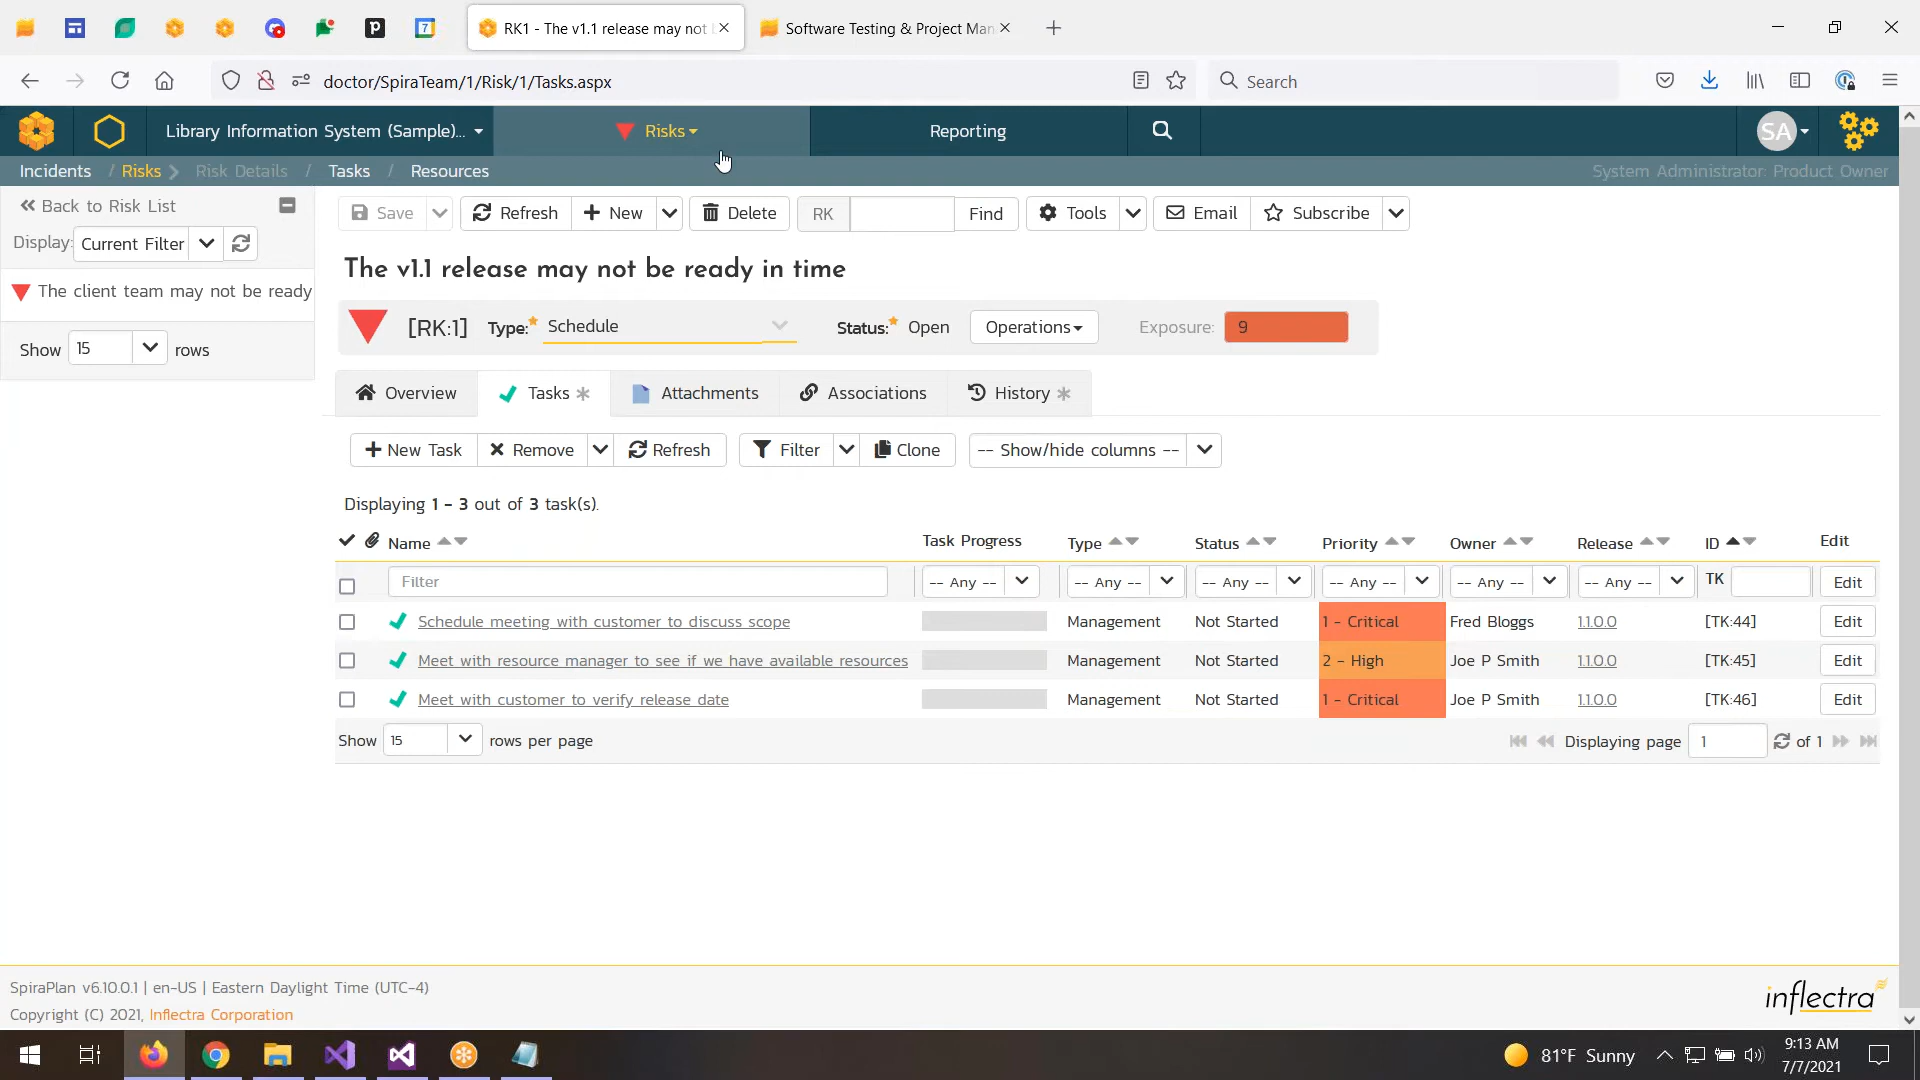 RK1 - The v1.1 release may not
Software Testing & Project Man
doctor/SpiraTeam/1/Risk/1/Tasks.aspx
Search
Library Information System (Sample)...
Risks
Reporting
SA
Incidents / Risks Risk Details / Tasks / Resources
System Administrator: Product Owner
Back to Risk List
Display: Current Filter
The client team may not be ready
Show 15 rows
Save Refresh New Delete RK Find Tools Email Subscribe
The v1.1 release may not be ready in time
[RK:1] Type: Schedule Status: Open Operations Exposure: 9
Overview Tasks Attachments Associations History
New Task Remove Refresh Filter Clone -- Show/hide columns --
Displaying 1 - 3 out of 3 task(s).
Name Task Progress Type Status Priority Owner Release ID Edit
Filter -- Any -- -- Any -- -- Any -- -- Any -- -- Any -- -- Any -- TK Edit
Schedule meeting with customer to discuss scope Management Not Started 1 - Critical Fred Bloggs 1.1.0.0 [TK:44] Edit
Meet with resource manager to see if we have available resources Management Not Started 2 - High Joe P Smith 1.1.0.0 [TK:45] Edit
Meet with customer to verify release date Management Not Started 1 - Critical Joe P Smith 1.1.0.0 [TK:46] Edit
Show 15 rows per page
Displaying page 1 of 1
SpiraPlan v6.10.0.1 | en-US | Eastern Daylight Time (UTC-4)
Copyright (C) 2021, Inflectra Corporation
inflectra
81°F Sunny
9:13 AM
7/7/2021